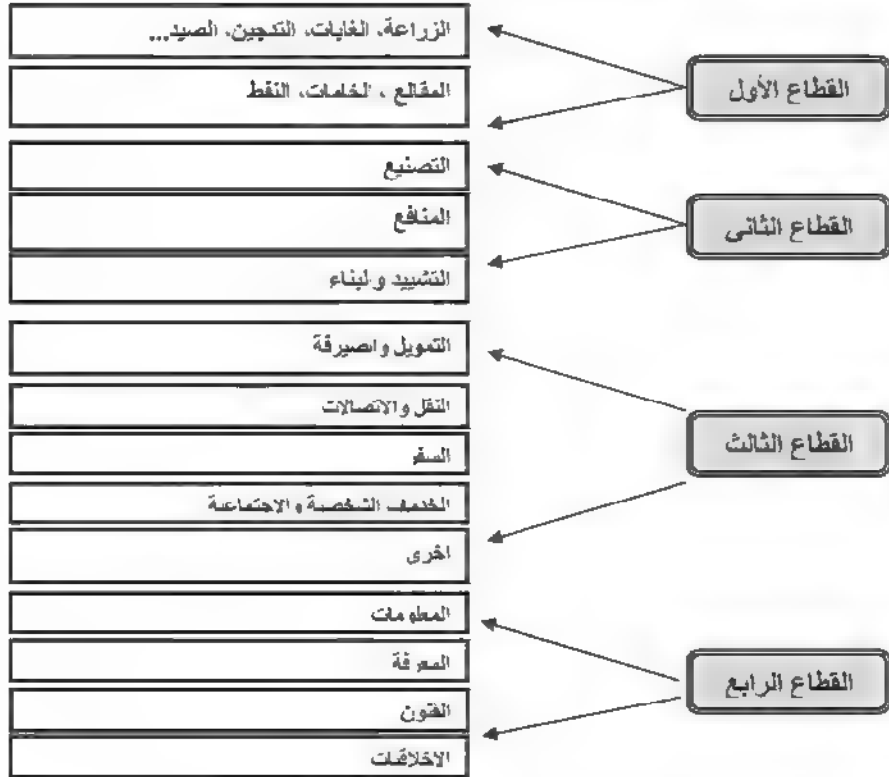 القطاع الأول
الزراعة، الغابات، التدجين، الصيد...
المقالع ، الخامات، النفط
القطاع الثاني
التصنيع
المنافع
التشييد والبناء
القطاع الثالث
التمويل والصيرفة
النقل والاتصالات
السفر
الخدمات الشخصية والاجتماعية
اخرى
القطاع الرابع
المعلومات
المعرفة
الفنون
الاخلاقيات